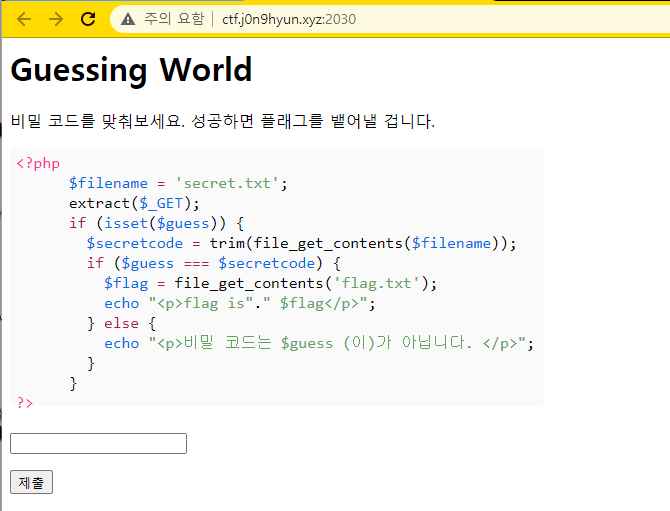 주의 요함 | ctf.j0n9hyun.xyz:2030
Guessing World
비밀 코드를 맞춰보세요. 성공하면 플래그를 뱉어낼 겁니다.
<?php
$filename = 'secret.txt';
extract($_GET);
if (isset($guess)) {
$secretcode = trim(file_get_contents($filename));
if ($guess === $secretcode) {
$flag = file_get_contents('flag.txt');
echo "<p>flag is"." $flag</p>";
} else {
echo "<p>비밀 코드는 $guess (이)가 아닙니다. </p>";
}
}
?>
제출